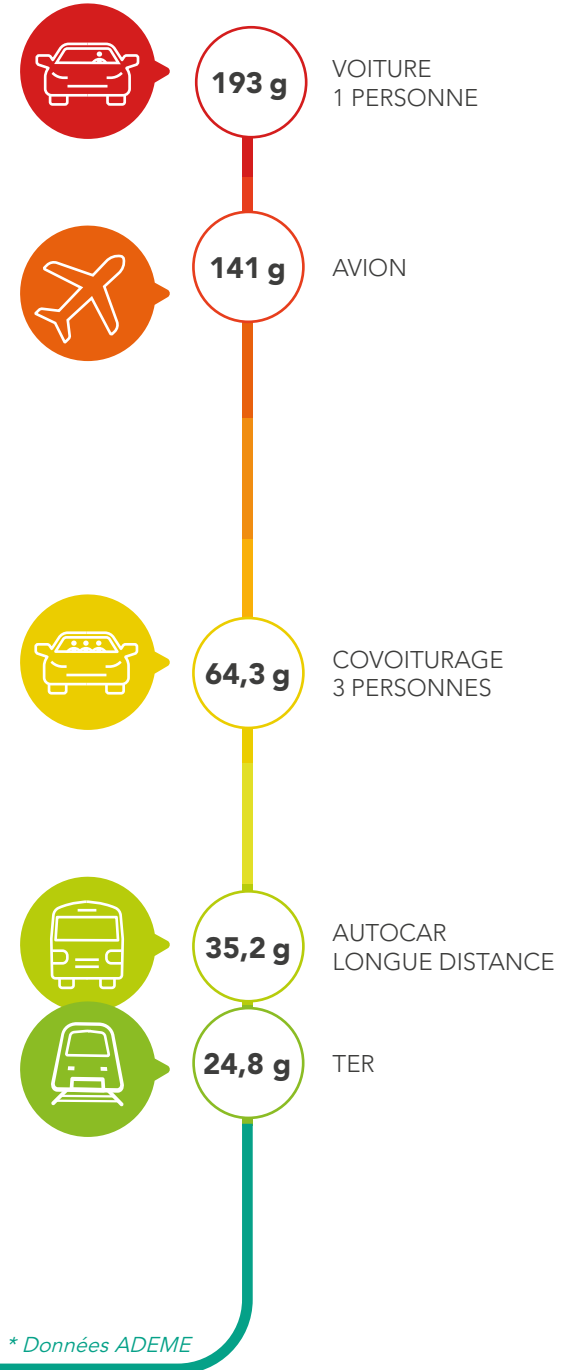 193 g
VOITURE
1 PERSONNE
141 g
AVION
64,3 g
COVOITURAGE
3 PERSONNES
35,2 g
AUTOCAR
LONGUE DISTANCE
24,8 g
TER
* Données ADEME